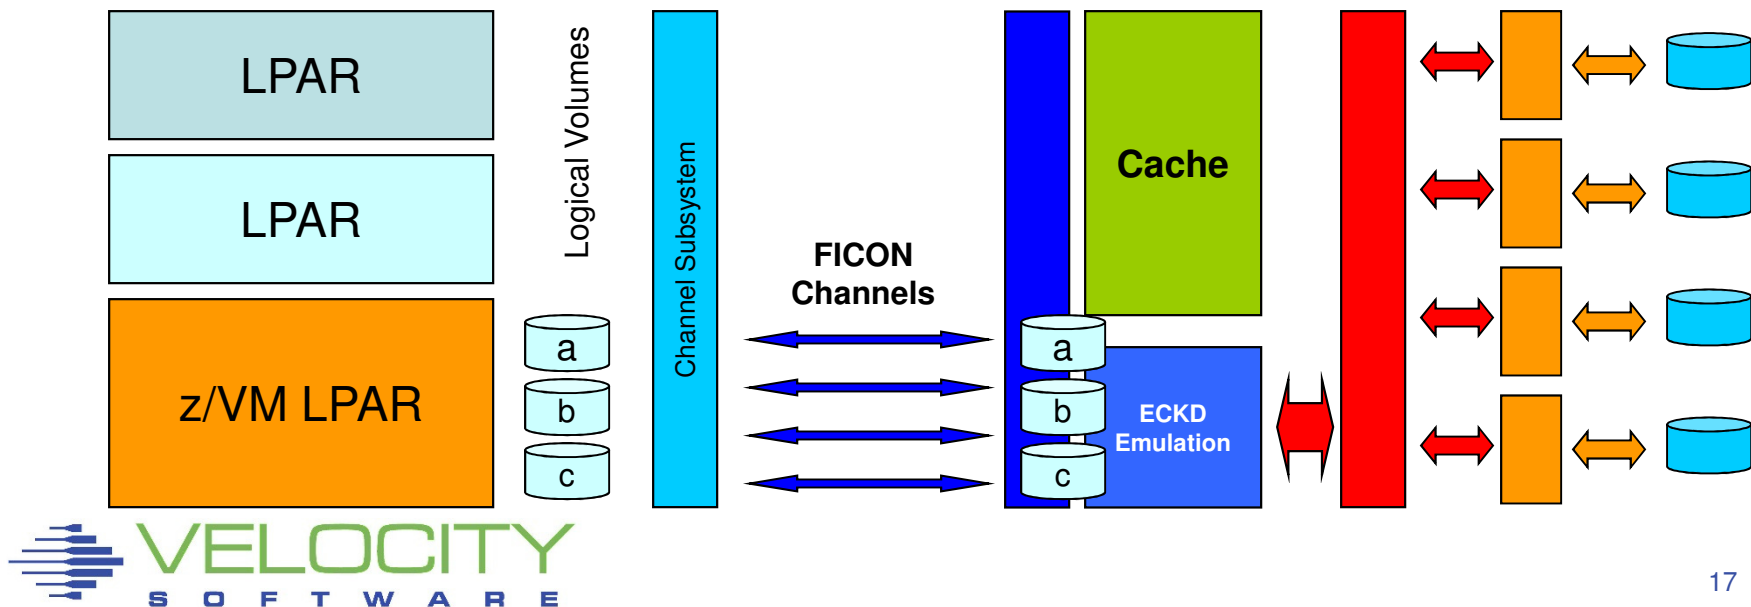 LPAR
LPAR
z/VM LPAR
Logical Volumes
a
b
c
Channel Subsystem
FICON
Channels
Cache
a
b
c
ECKD
Emulation
VELOCITY
SOFTWARE
17